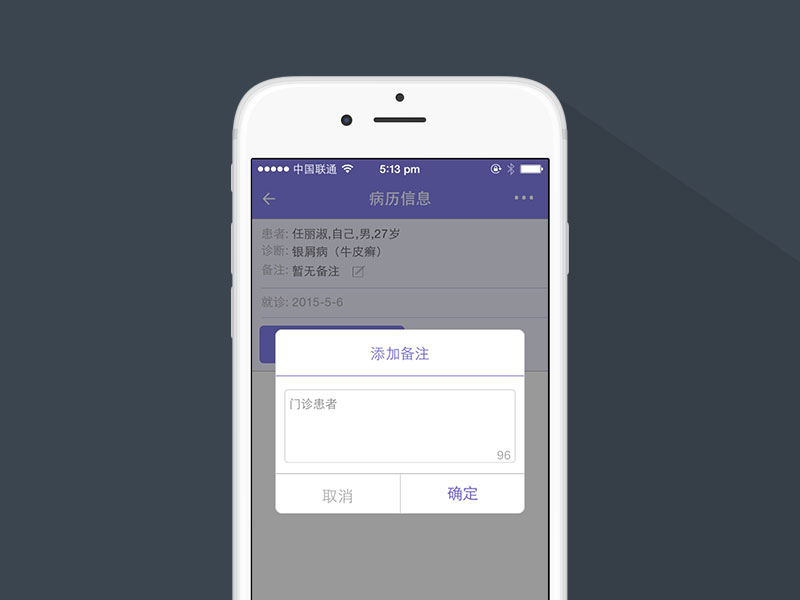 中国联通 5:13 pm
病历信息
患者: 任丽淑,自己,男,27岁
诊断: 银屑病（牛皮癣）
备注: 暂无备注
就诊: 2015-5-6
添加备注
门诊患者
96
取消 确定